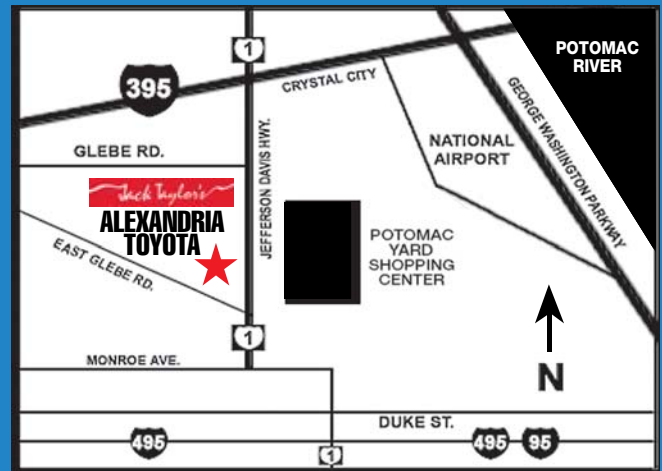 1
POTOMAC
RIVER
395
CRYSTAL CITY
GEORGE WASHINGTON PARKWAY
GLEBE RD.
NATIONAL
AIRPORT
JEFFERSON DAVIS HWY.
Jack Taylor's
ALEXANDRIA
TOYOTA
EAST GLEBE RD.
POTOMAC
YARD
SHOPPING
CENTER
1
MONROE AVE.
N
DUKE ST.
495
1
495
95